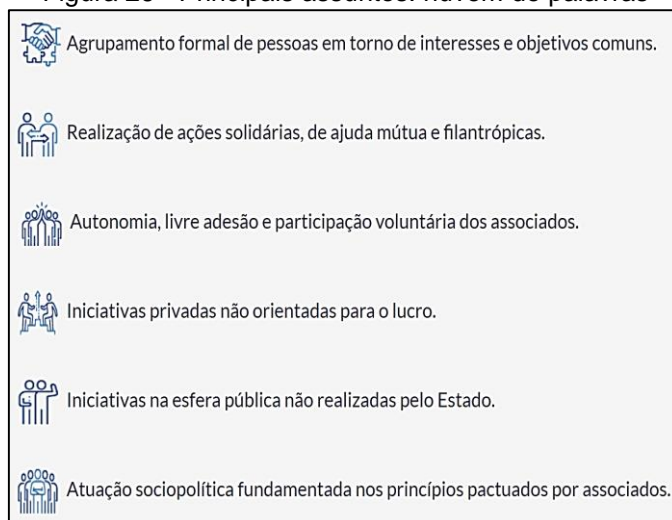 Agrupamento formal de pessoas em torno de interesses e objetivos comuns.
Realização de ações solidárias, de ajuda mútua e filantrópicas.
Autonomia, livre adesão e participação voluntária dos associados.
Iniciativas privadas não orientadas para o lucro.
Iniciativas na esfera pública não realizadas pelo Estado.
Atuação sociopolítica fundamentada nos princípios pactuados por associados.